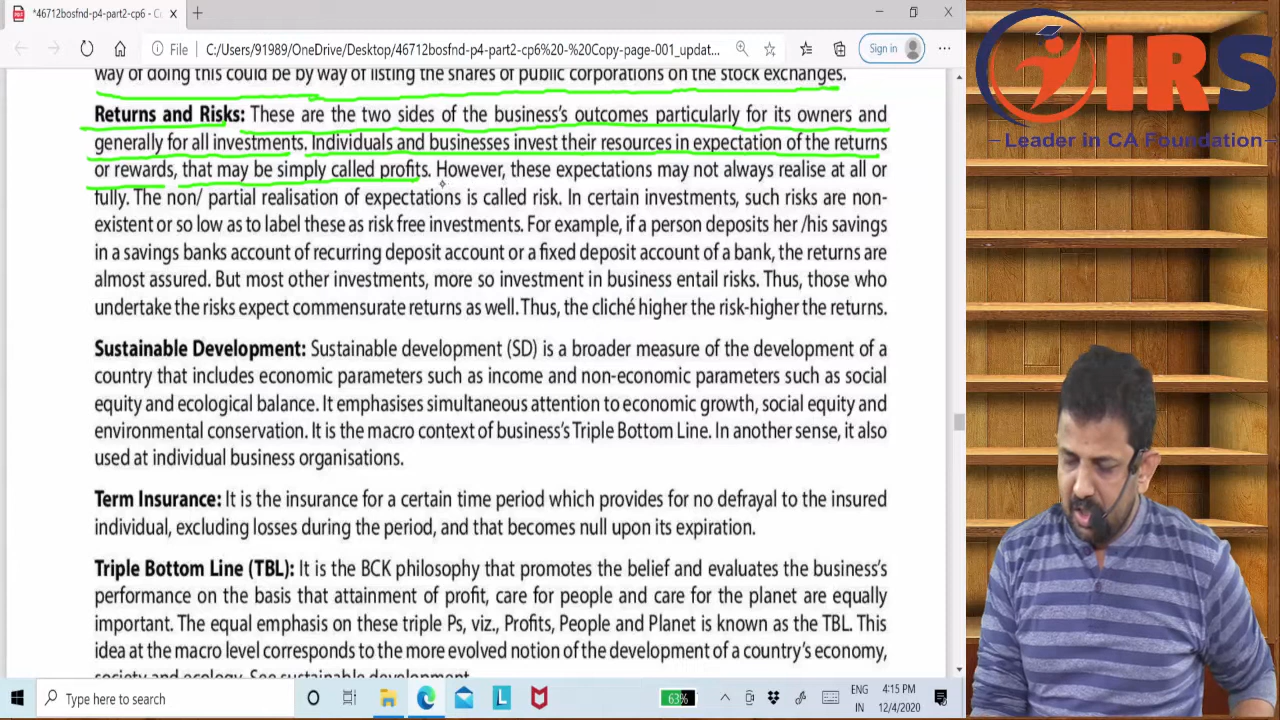 *46712bosfnd-p4-part2-cp6 - C
File
C:/Users/91989/OneDrive/Desktop/46712bosfnd-p4-part2-cp6%20-%20Copy-page-001_updat...
Sign in
IRS
Leader in CA Foundation
way of doing this could be by way of listing the shares of public corporations on the stock exchanges.
Returns and Risks: These are the two sides of the business's outcomes particularly for its owners and
generally for all investments. Individuals and businesses invest their resources in expectation of the returns
or rewards, that may be simply called profits. However, these expectations may not always realise at all or
fully. The non/ partial realisation of expectations is called risk. In certain investments, such risks are non-
existent or so low as to label these as risk free investments. For example, if a person deposits her /his savings
in a savings banks account of recurring deposit account or a fixed deposit account of a bank, the returns are
almost assured. But most other investments, more so investment in business entail risks. Thus, those who
undertake the risks expect commensurate returns as well. Thus, the cliché higher the risk-higher the returns.
Sustainable Development: Sustainable development (SD) is a broader measure of the development of a
country that includes economic parameters such as income and non-economic parameters such as social
equity and ecological balance. It emphasises simultaneous attention to economic growth, social equity and
environmental conservation. It is the macro context of business's Triple Bottom Line. In another sense, it also
used at individual business organisations.
Term Insurance: It is the insurance for a certain time period which provides for no defrayal to the insured
individual, excluding losses during the period, and that becomes null upon its expiration.
Triple Bottom Line (TBL): It is the BCK philosophy that promotes the belief and evaluates the business's
performance on the basis that attainment of profit, care for people and care for the planet are equally
important. The equal emphasis on these triple Ps, viz., Profits, People and Planet is known as the TBL. This
idea at the macro level corresponds to the more evolved notion of the development of a country's economy,
society and ecology. See sustainable development.
Type here to search
63%
ENG
IN
4:15 PM
12/4/2020